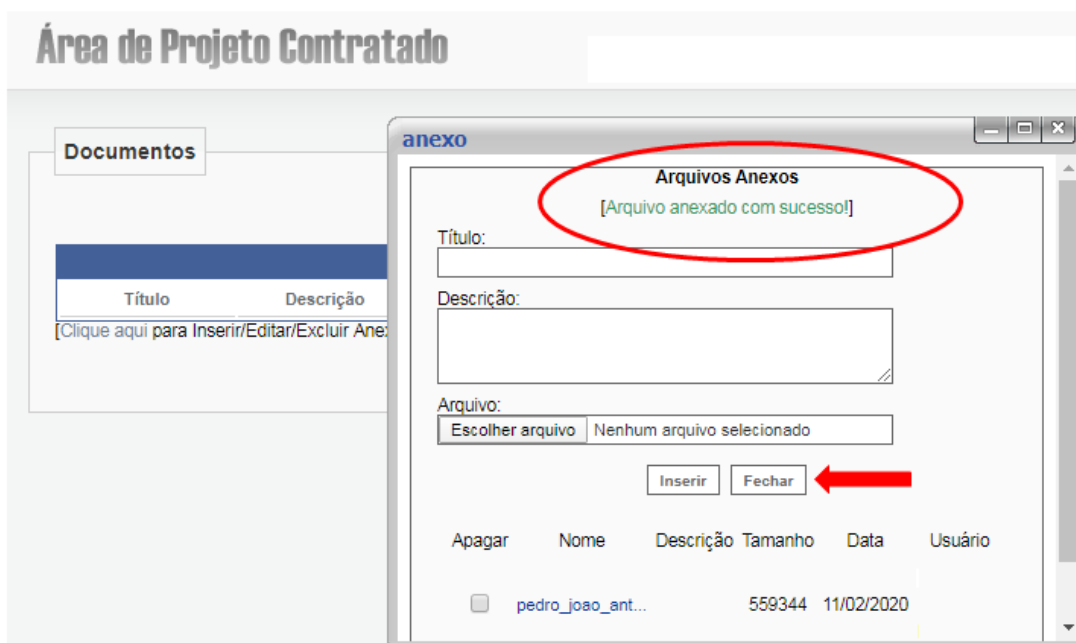 Área de Projeto Contratado
Documentos
Título Descrição
[Clique aqui para Inserir/Editar/Excluir Ane
anexo
Arquivos Anexos
[Arquivo anexado com sucesso!]
Título:
Descrição:
Arquivo:
Escolher arquivo Nenhum arquivo selecionado
Inserir Fechar
Apagar Nome Descrição Tamanho Data Usuário
pedro_joao_ant... 559344 11/02/2020